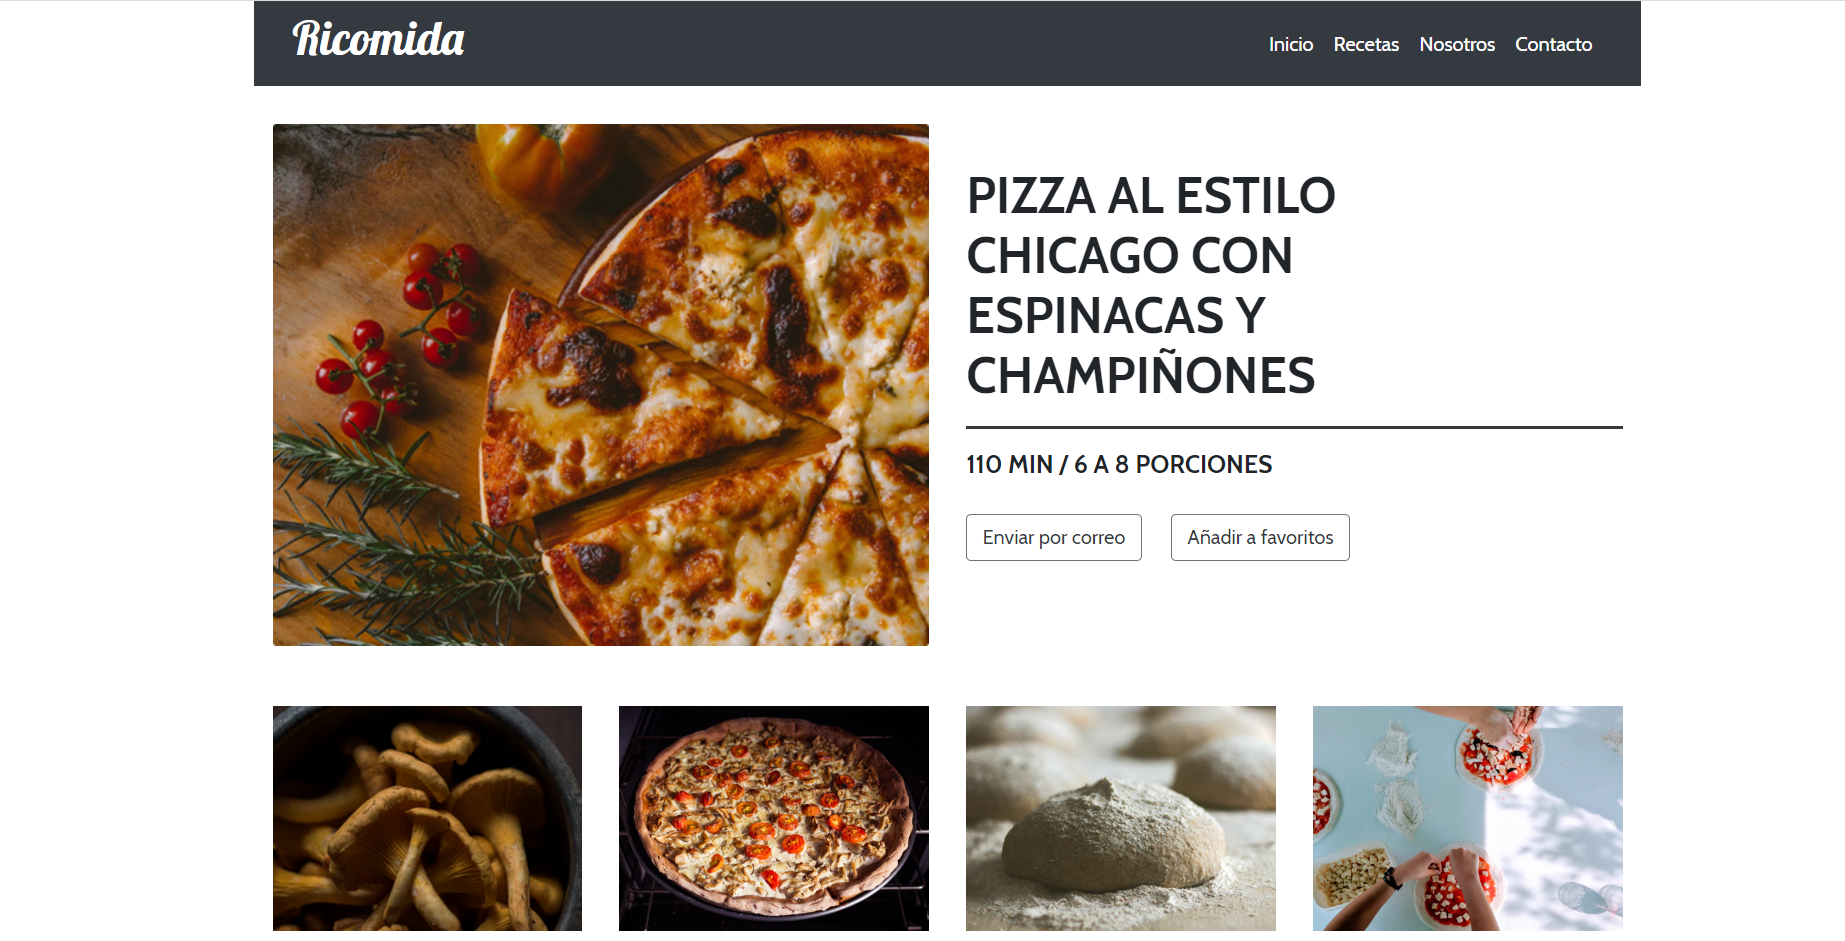 Ricomida
Inicio Recetas Nosotros Contacto
PIZZA AL ESTILO
CHICAGO CON
ESPINACAS Y
CHAMPIÑONES
110 MIN / 6 A 8 PORCIONES
Enviar por correo Añadir a favoritos